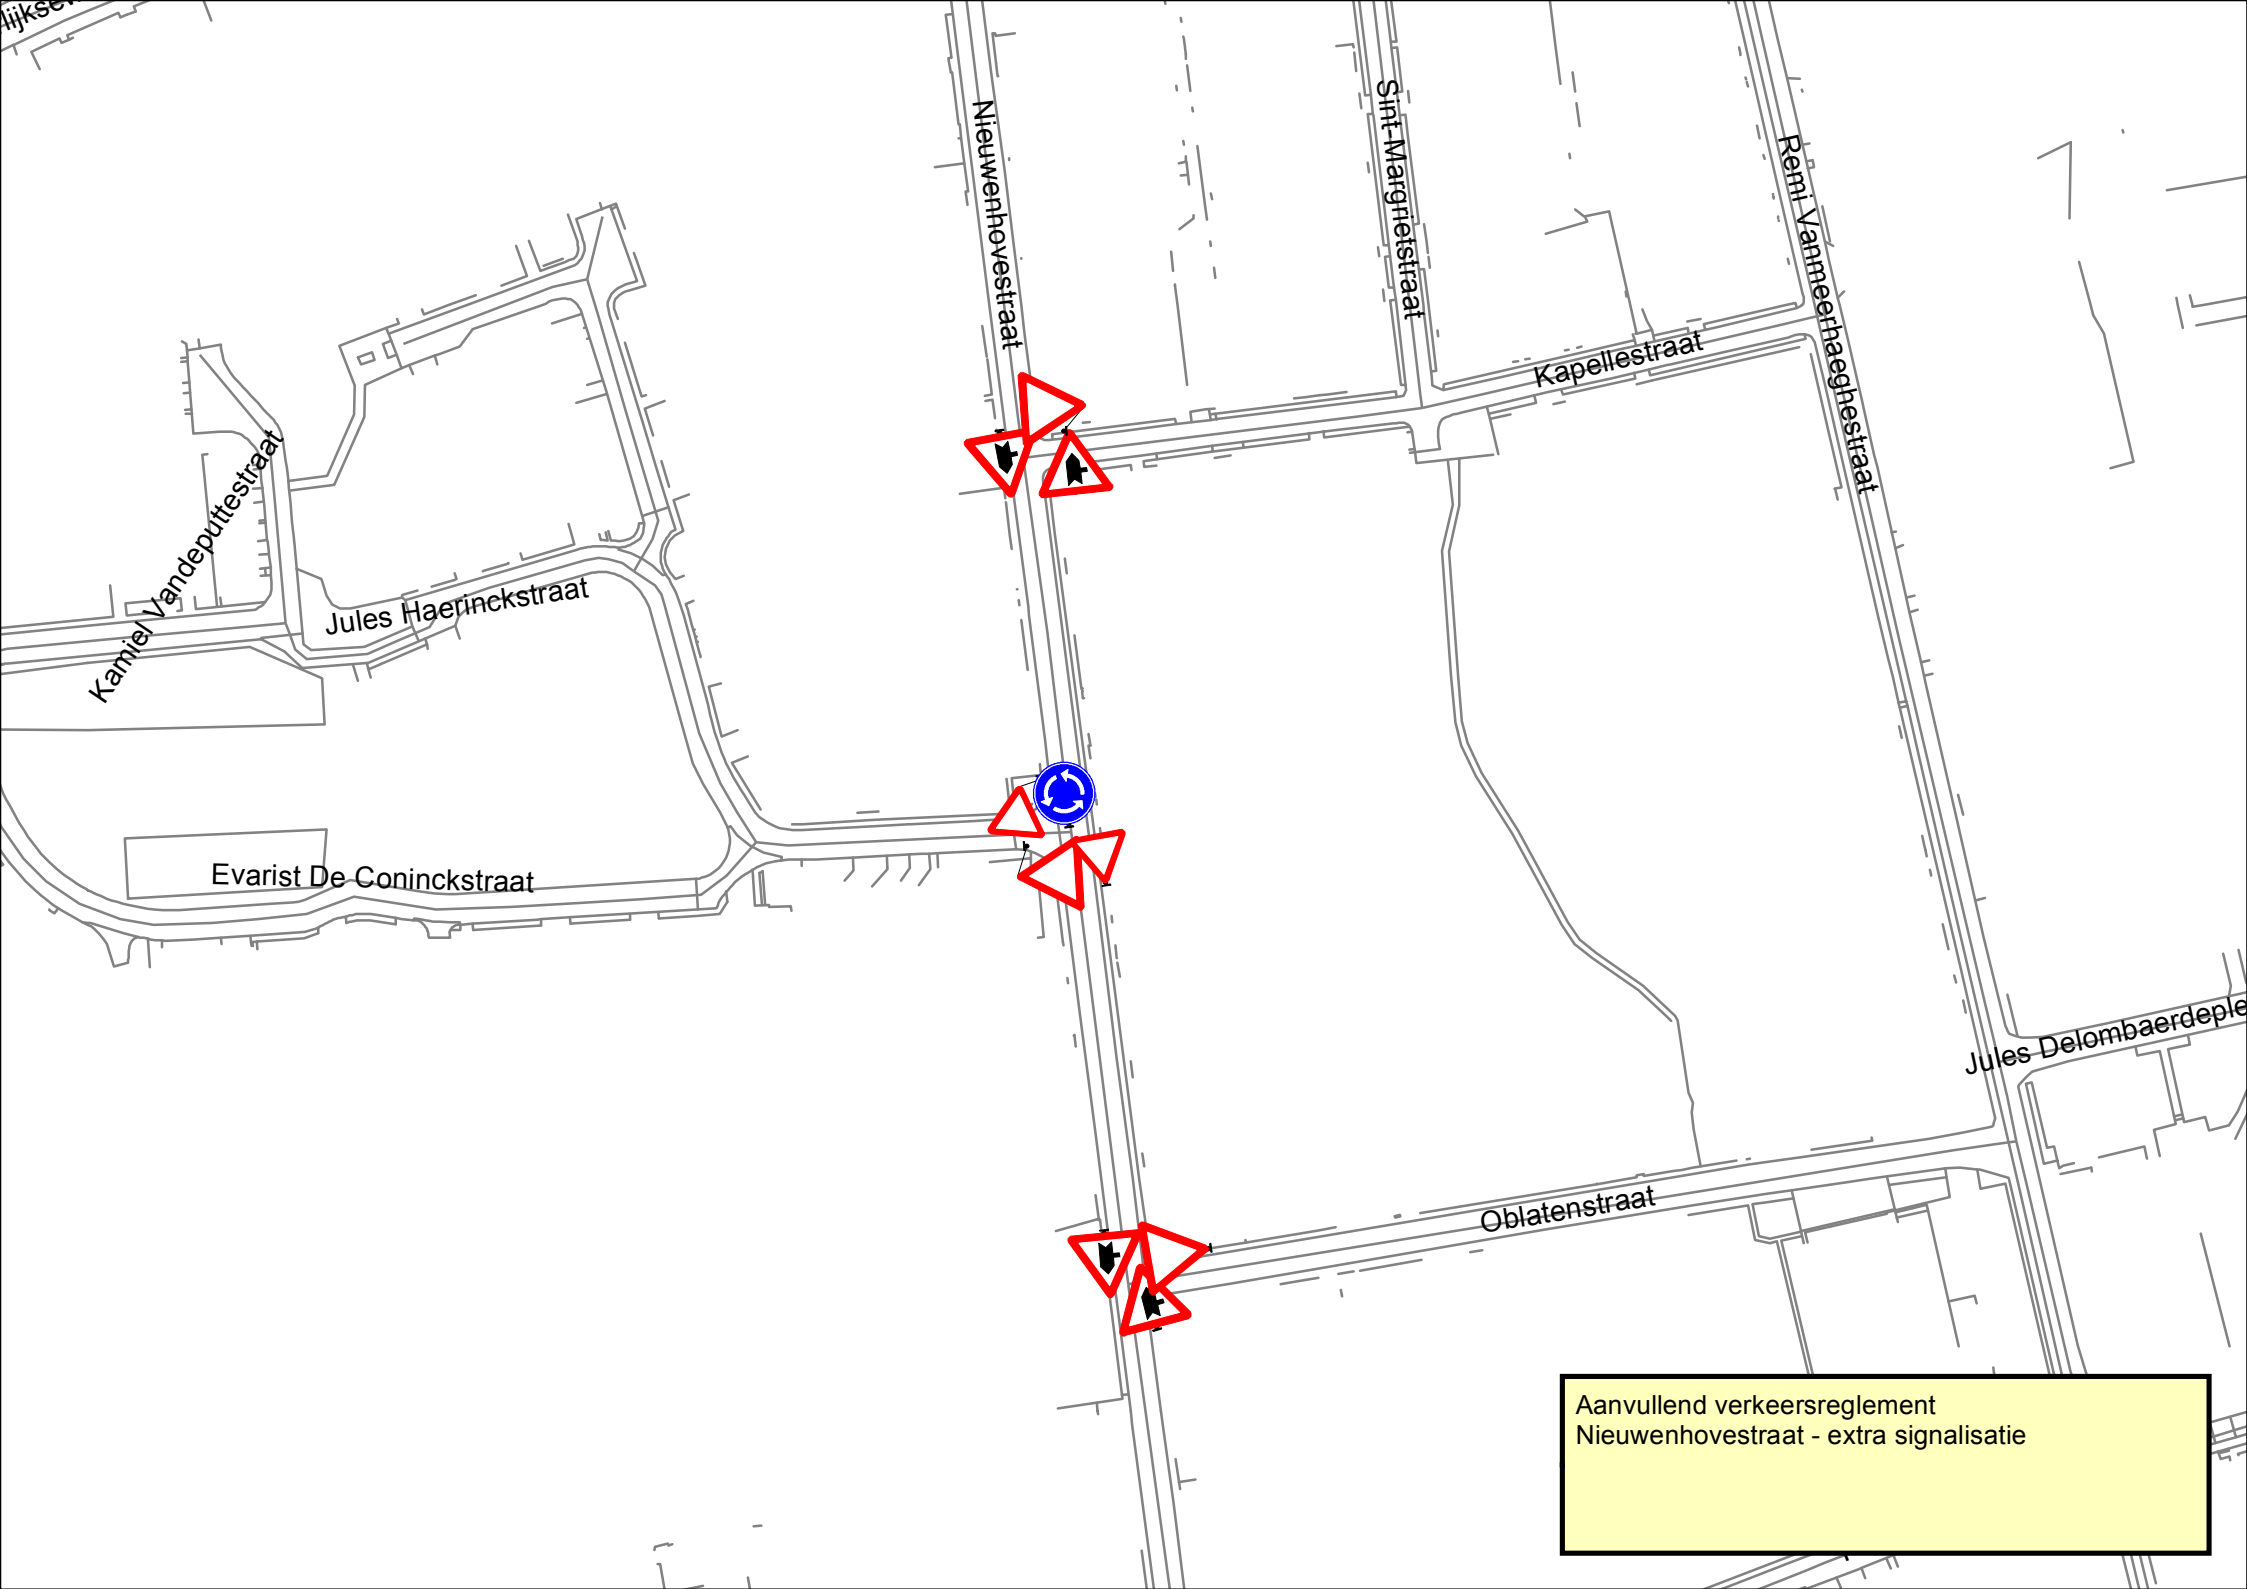 Nieuwenhovestraat
Sint-Margrietstraat
Remi Vanmeerhaeghestraat
Kapellestraat
Kamiel Vandeputtestraat
Jules Haerinckstraat
Evarist De Coninckstraat
Jules Delombaerdeple
Oblatenstraat
Aanvullend verkeersreglement
Nieuwenhovestraat - extra signalisatie